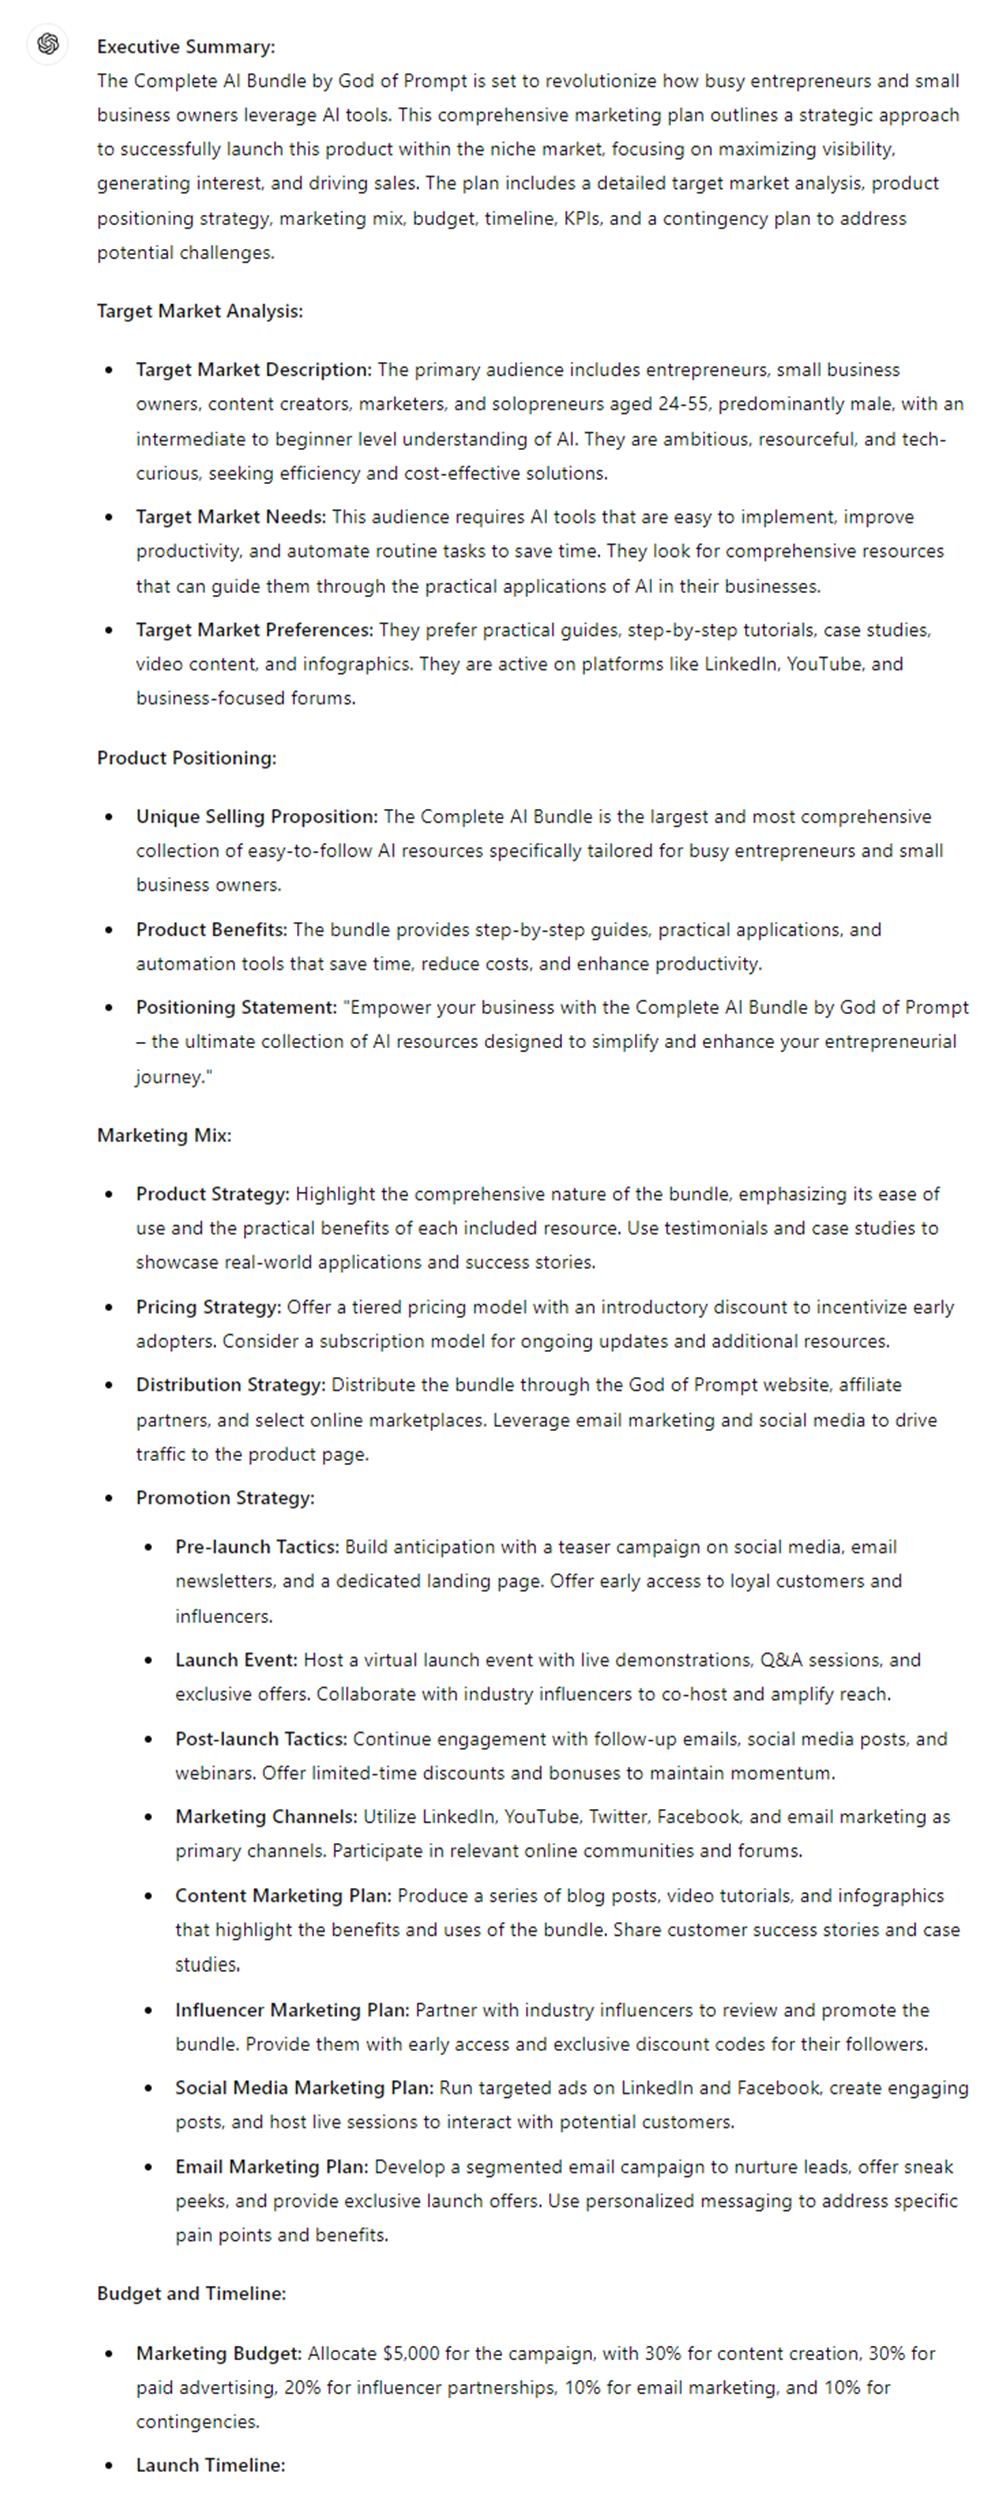 Executive Summary:
The Complete AI Bundle by God of Prompt is set to revolutionize how busy entrepreneurs and small
business owners leverage AI tools. This comprehensive marketing plan outlines a strategic approach
to successfully launch this product within the niche market, focusing on maximizing visibility,
generating interest, and driving sales. The plan includes a detailed target market analysis, product
positioning strategy, marketing mix, budget, timeline, KPIs, and a contingency plan to address
potential challenges.
Target Market Analysis:
• Target Market Description: The primary audience includes entrepreneurs, small business
owners, content creators, marketers, and solopreneurs aged 24-55, predominantly male, with an
intermediate to beginner level understanding of AI. They are ambitious, resourceful, and tech-
curious, seeking efficiency and cost-effective solutions.
• Target Market Needs: This audience requires AI tools that are easy to implement, improve
productivity, and automate routine tasks to save time. They look for comprehensive resources
that can guide them through the practical applications of AI in their businesses.
• Target Market Preferences: They prefer practical guides, step-by-step tutorials, case studies,
video content, and infographics. They are active on platforms like LinkedIn, YouTube, and
business-focused forums.
Product Positioning:
• Unique Selling Proposition: The Complete AI Bundle is the largest and most comprehensive
collection of easy-to-follow AI resources specifically tailored for busy entrepreneurs and small
business owners.
• Product Benefits: The bundle provides step-by-step guides, practical applications, and
automation tools that save time, reduce costs, and enhance productivity.
• Positioning Statement: "Empower your business with the Complete AI Bundle by God of Prompt
– the ultimate collection of AI resources designed to simplify and enhance your entrepreneurial
journey."
Marketing Mix:
• Product Strategy: Highlight the comprehensive nature of the bundle, emphasizing its ease of
use and the practical benefits of each included resource. Use testimonials and case studies to
showcase real-world applications and success stories.
• Pricing Strategy: Offer a tiered pricing model with an introductory discount to incentivize early
adopters. Consider a subscription model for ongoing updates and additional resources.
• Distribution Strategy: Distribute the bundle through the God of Prompt website, affiliate
partners, and select online marketplaces. Leverage email marketing and social media to drive
traffic to the product page.
• Promotion Strategy:
• Pre-launch Tactics: Build anticipation with a teaser campaign on social media, email
newsletters, and a dedicated landing page. Offer early access to loyal customers and
influencers.
• Launch Event: Host a virtual launch event with live demonstrations, Q&A sessions, and
exclusive offers. Collaborate with industry influencers to co-host and amplify reach.
• Post-launch Tactics: Continue engagement with follow-up emails, social media posts, and
webinars. Offer limited-time discounts and bonuses to maintain momentum.
• Marketing Channels: Utilize LinkedIn, YouTube, Twitter, Facebook, and email marketing as
primary channels. Participate in relevant online communities and forums.
• Content Marketing Plan: Produce a series of blog posts, video tutorials, and infographics
that highlight the benefits and uses of the bundle. Share customer success stories and case
studies.
• Influencer Marketing Plan: Partner with industry influencers to review and promote the
bundle. Provide them with early access and exclusive discount codes for their followers.
• Social Media Marketing Plan: Run targeted ads on LinkedIn and Facebook, create engaging
posts, and host live sessions to interact with potential customers.
• Email Marketing Plan: Develop a segmented email campaign to nurture leads, offer sneak
peeks, and provide exclusive launch offers. Use personalized messaging to address specific
pain points and benefits.
Budget and Timeline:
• Marketing Budget: Allocate $5,000 for the campaign, with 30% for content creation, 30% for
paid advertising, 20% for influencer partnerships, 10% for email marketing, and 10% for
contingencies.
• Launch Timeline: